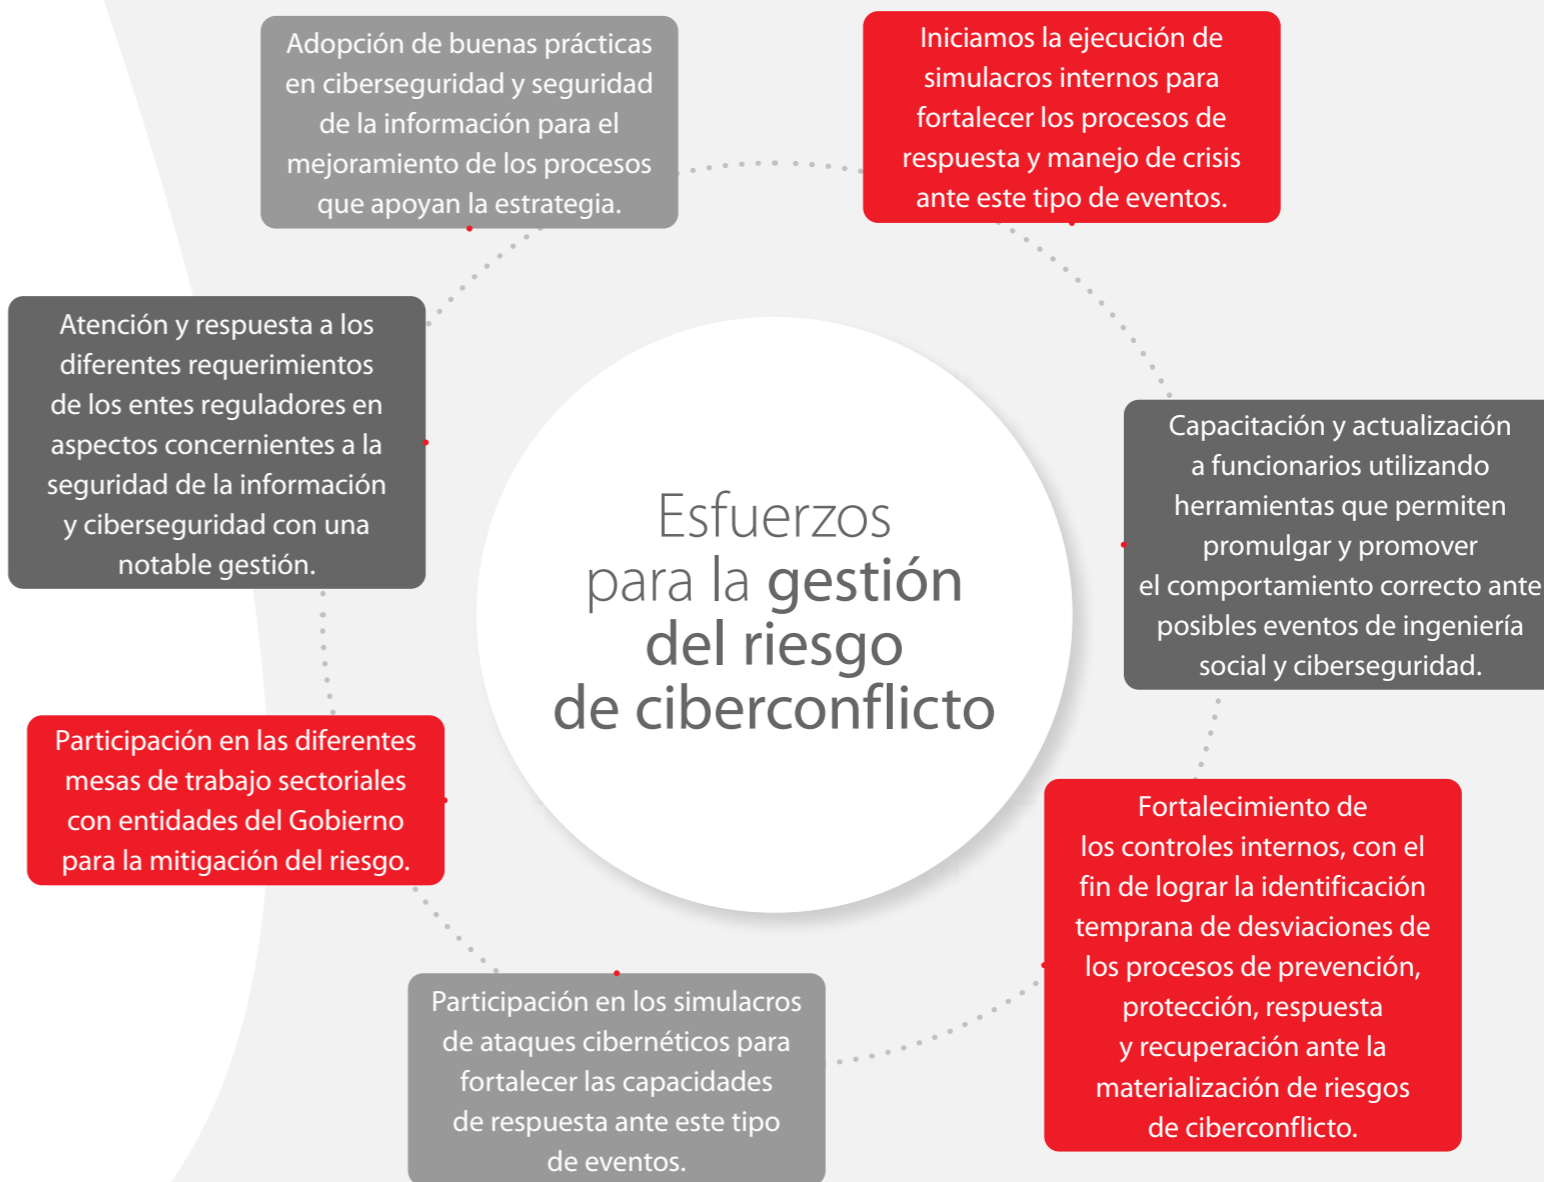 Adopción de buenas prácticas
en ciberseguridad y seguridad
de la información para el
mejoramiento de los procesos
que apoyan la estrategia.
Iniciamos la ejecución de
simulacros internos para
fortalecer los procesos de
respuesta y manejo de crisis
ante este tipo de eventos.
Atención y respuesta a los
diferentes requerimientos
de los entes reguladores en
aspectos concernientes a la
seguridad de la información
y ciberseguridad con una
notable gestión.
Capacitación y actualización
a funcionarios utilizando
herramientas que permiten
promulgar y promover
el comportamiento correcto ante
posibles eventos de ingeniería
social y ciberseguridad.
Esfuerzos
para la gestión
del riesgo
de ciberconflicto
Participación en las diferentes
mesas de trabajo sectoriales
con entidades del Gobierno
para la mitigación del riesgo.
Fortalecimiento de
los controles internos, con el
fin de lograr la identificación
temprana de desviaciones de
los procesos de prevención,
protección, respuesta
y recuperación ante la
materialización de riesgos
de ciberconflicto.
Participación en los simulacros
de ataques cibernéticos para
fortalecer las capacidades
de respuesta ante este tipo
de eventos.